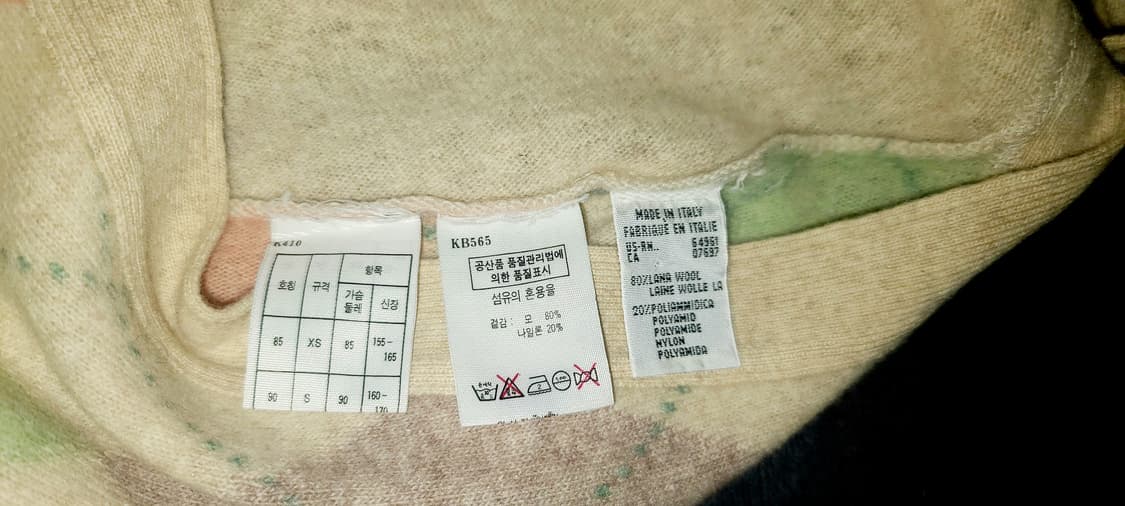 K410
항목
호칭 규격 가슴둘레 신장
85 XS 85 155-165
90 S 90 160-170
KB565
공산품 품질관리법에
의한 품질표시
섬유의 혼용율
겉감 : 모 80%
나일론 20%
MADE IN ITALY
FABRIQUE EN ITALIE
US-RN.. 64961
CA 07697
80%LANA WOOL
LAINE WOLLE LA
20%POLIAMMIDICA
POLYAMID
POLYAMIDE
NYLON
POLYAMIDA